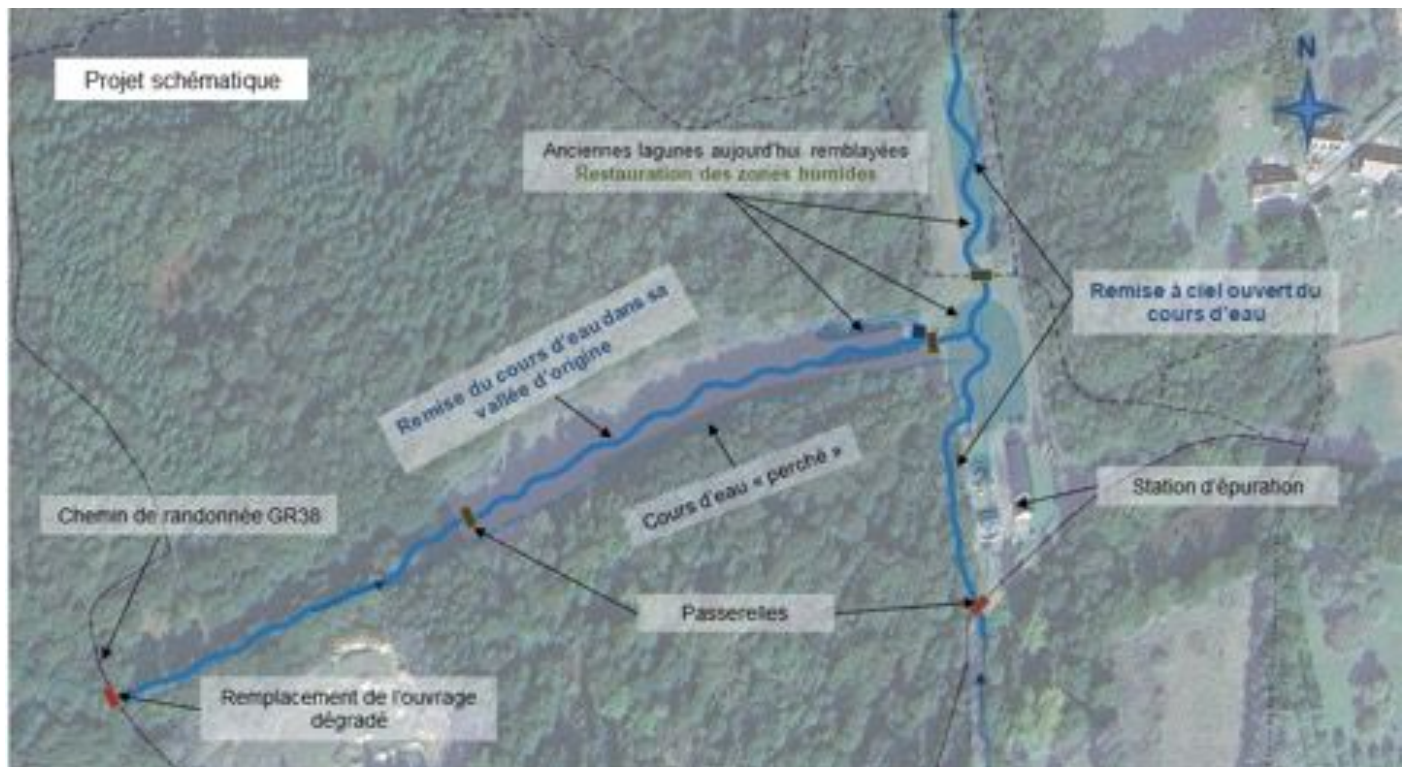 Projet schématique
N
Anciennes lagunes aujourd'hui remblayées
Restauration des zones humides
Remise à ciel ouvert du
cours d'eau
Remise du cours d'eau dans sa
vallée d'origine
Cours d'eau « perché »
Station d'épuration
Chemin de randonnée GR38
Passerelles
Remplacement de l'ouvrage
dégradé